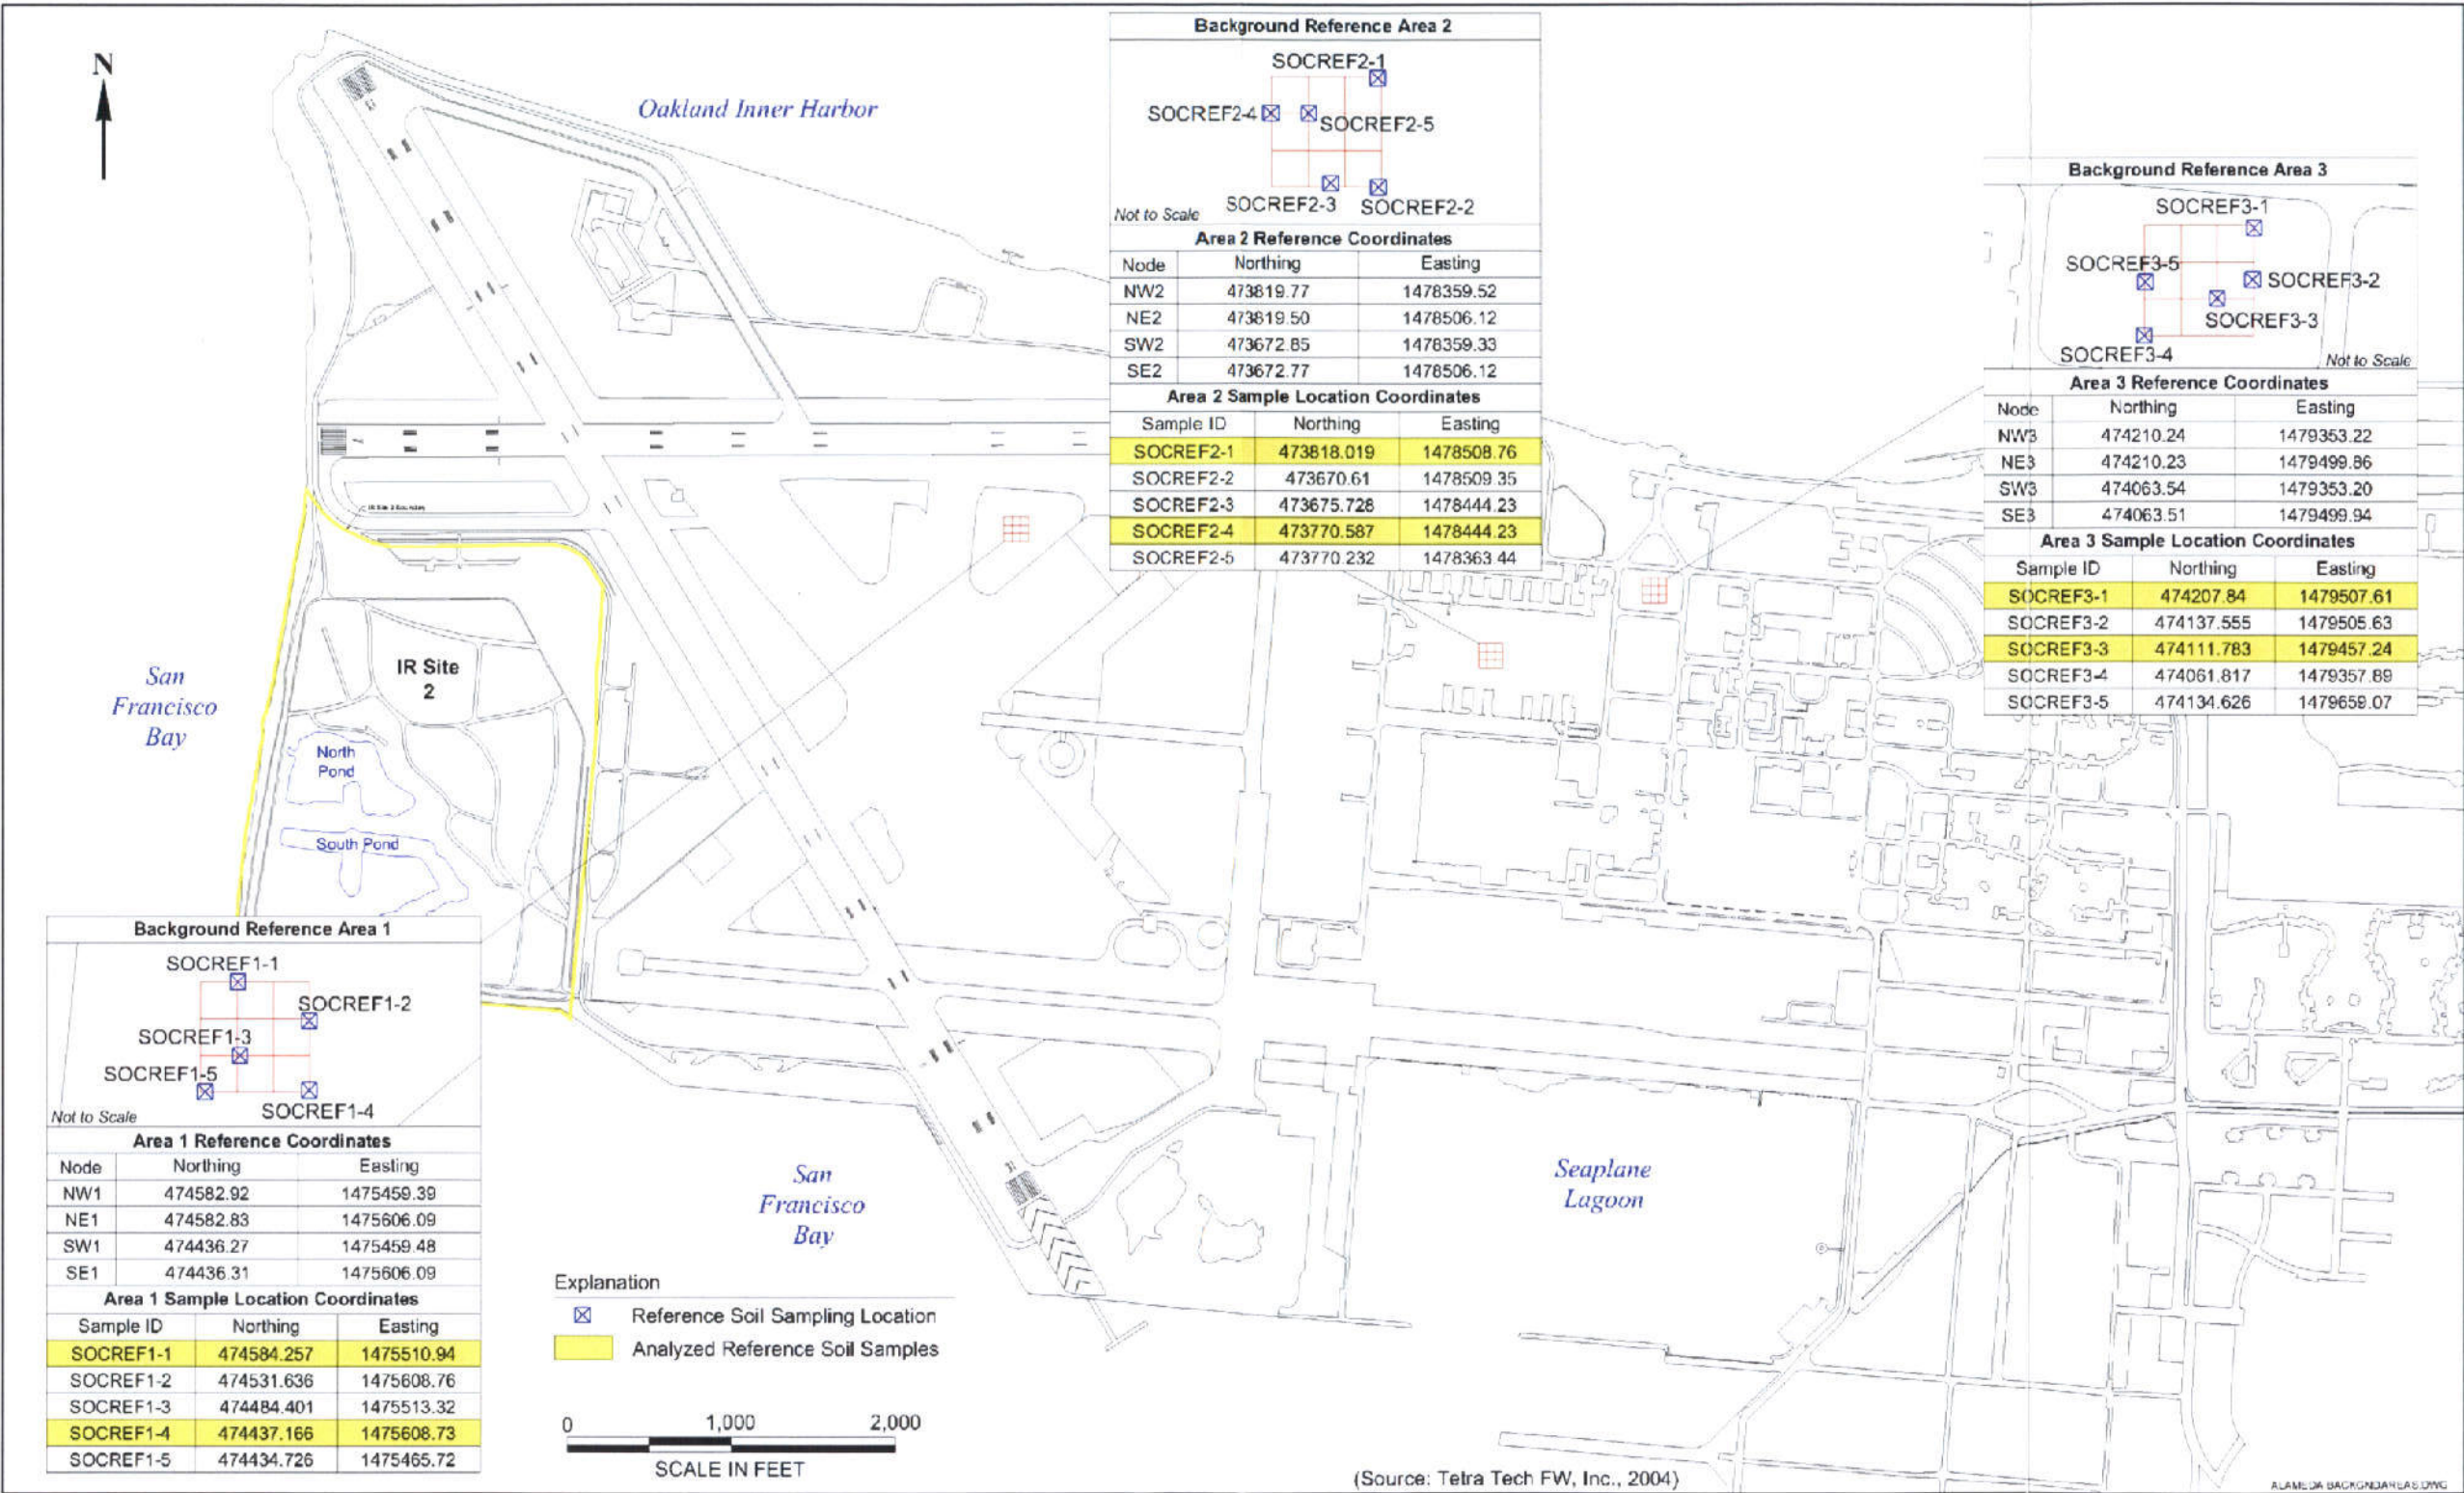 N
Oakland Inner Harbor
San
Francisco
Bay
IR Site
2
North
Pond
South Pond
San
Francisco
Bay
Seaplane
Lagoon
Background Reference Area 2
SOCREF2-1
SOCREF2-4
SOCREF2-5
SOCREF2-3
SOCREF2-2
Not to Scale
Area 2 Reference Coordinates
Node Northing Easting
NW2 473819.77 1478359.52
NE2 473819.50 1478506.12
SW2 473672.85 1478359.33
SE2 473672.77 1478506.12
Area 2 Sample Location Coordinates
Sample ID Northing Easting
SOCREF2-1 473818.019 1478508.76
SOCREF2-2 473670.61 1478509.35
SOCREF2-3 473675.728 1478444.23
SOCREF2-4 473770.587 1478444.23
SOCREF2-5 473770.232 1478363.44
Background Reference Area 3
SOCREF3-1
SOCREF3-5
SOCREF3-2
SOCREF3-3
SOCREF3-4
Not to Scale
Area 3 Reference Coordinates
Node Northing Easting
NW3 474210.24 1479353.22
NE3 474210.23 1479499.86
SW3 474063.54 1479353.20
SE3 474063.51 1479499.94
Area 3 Sample Location Coordinates
Sample ID Northing Easting
SOCREF3-1 474207.84 1479507.61
SOCREF3-2 474137.555 1479505.63
SOCREF3-3 474111.783 1479457.24
SOCREF3-4 474061.817 1479357.89
SOCREF3-5 474134.626 1479659.07
Background Reference Area 1
SOCREF1-1
SOCREF1-2
SOCREF1-3
SOCREF1-5
SOCREF1-4
Not to Scale
Area 1 Reference Coordinates
Node Northing Easting
NW1 474582.92 1475459.39
NE1 474582.83 1475606.09
SW1 474436.27 1475459.48
SE1 474436.31 1475606.09
Area 1 Sample Location Coordinates
Sample ID Northing Easting
SOCREF1-1 474584.257 1475510.94
SOCREF1-2 474531.636 1475608.76
SOCREF1-3 474484.401 1475513.32
SOCREF1-4 474437.166 1475608.73
SOCREF1-5 474434.726 1475465.72
Explanation
Reference Soil Sampling Location
Analyzed Reference Soil Samples
0 1,000 2,000
SCALE IN FEET
(Source: Tetra Tech FW, Inc., 2004)
ALAMEDA BACKGNDAREAS.DWG